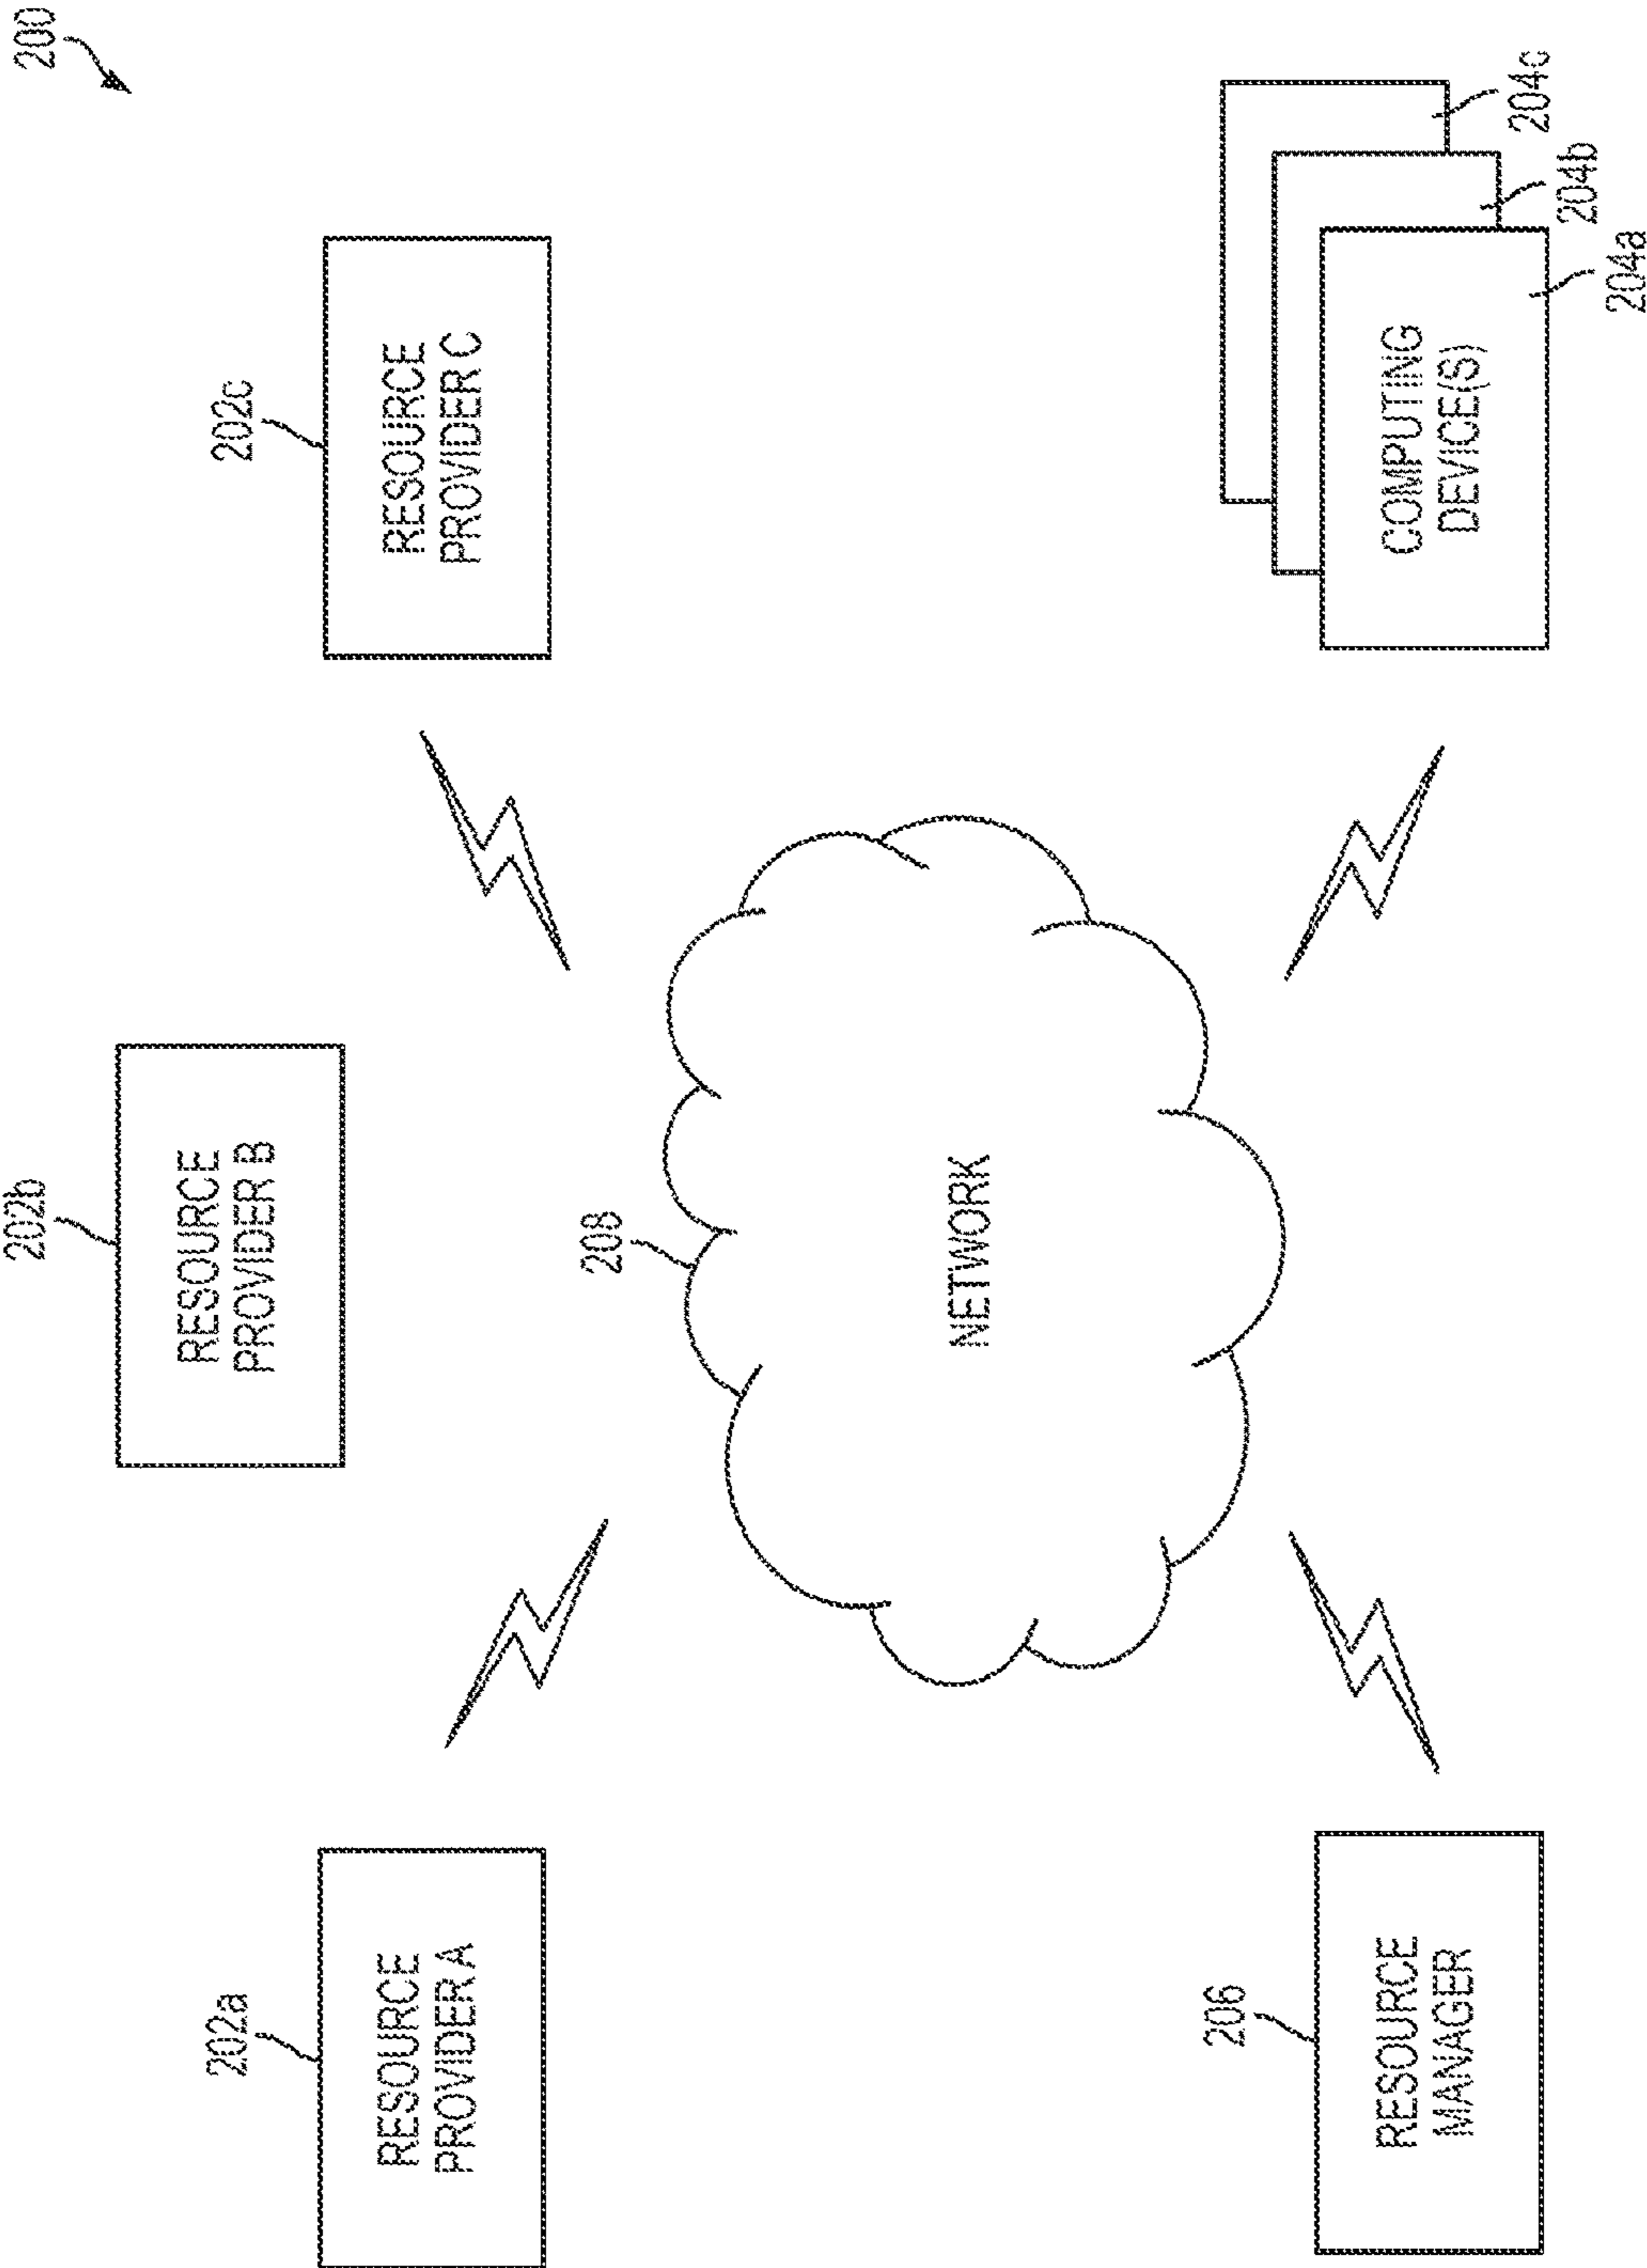 200
202b
RESOURCE
PROVIDER B
202a
RESOURCE
PROVIDER A
202c
RESOURCE
PROVIDER C
208
NETWORK
206
RESOURCE
MANAGER
COMPUTING
DEVICE(S)
204c
204b
204a